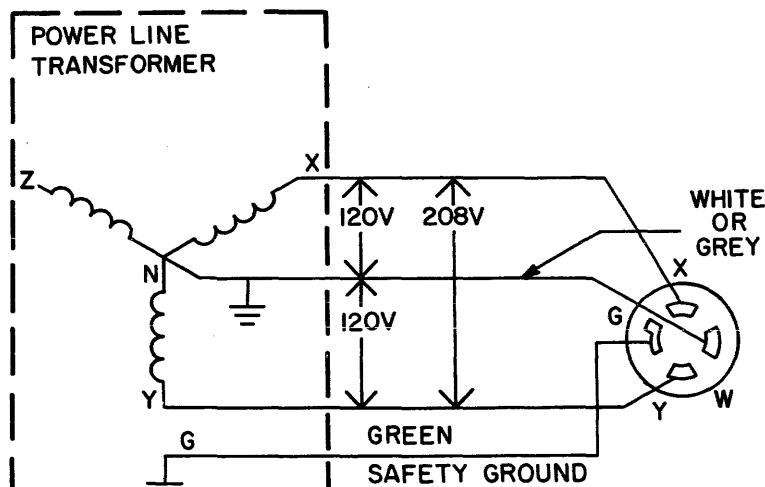 POWER LINE
TRANSFORMER
Z
X
120V
208V
WHITE
OR
GREY
N
X
120V
G
Y
Y
W
G
GREEN
SAFETY GROUND